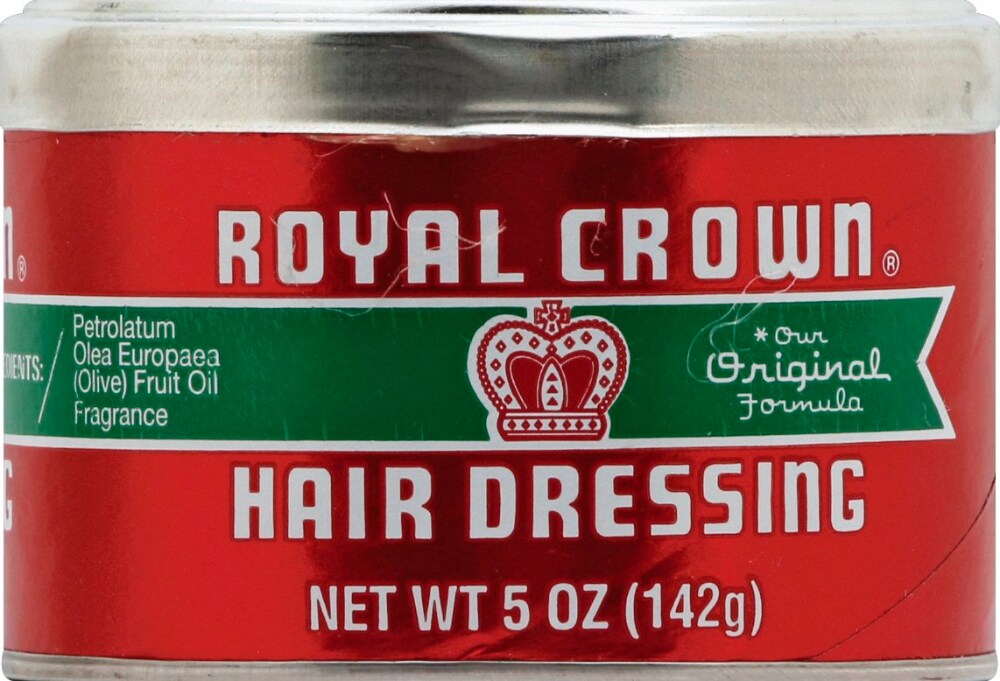 ROYAL CROWN®
Petrolatum
Olea Europaea
(Olive) Fruit Oil
Fragrance
*Our
Original
Formula
HAIR DRESSING
NET WT 5 OZ (142g)